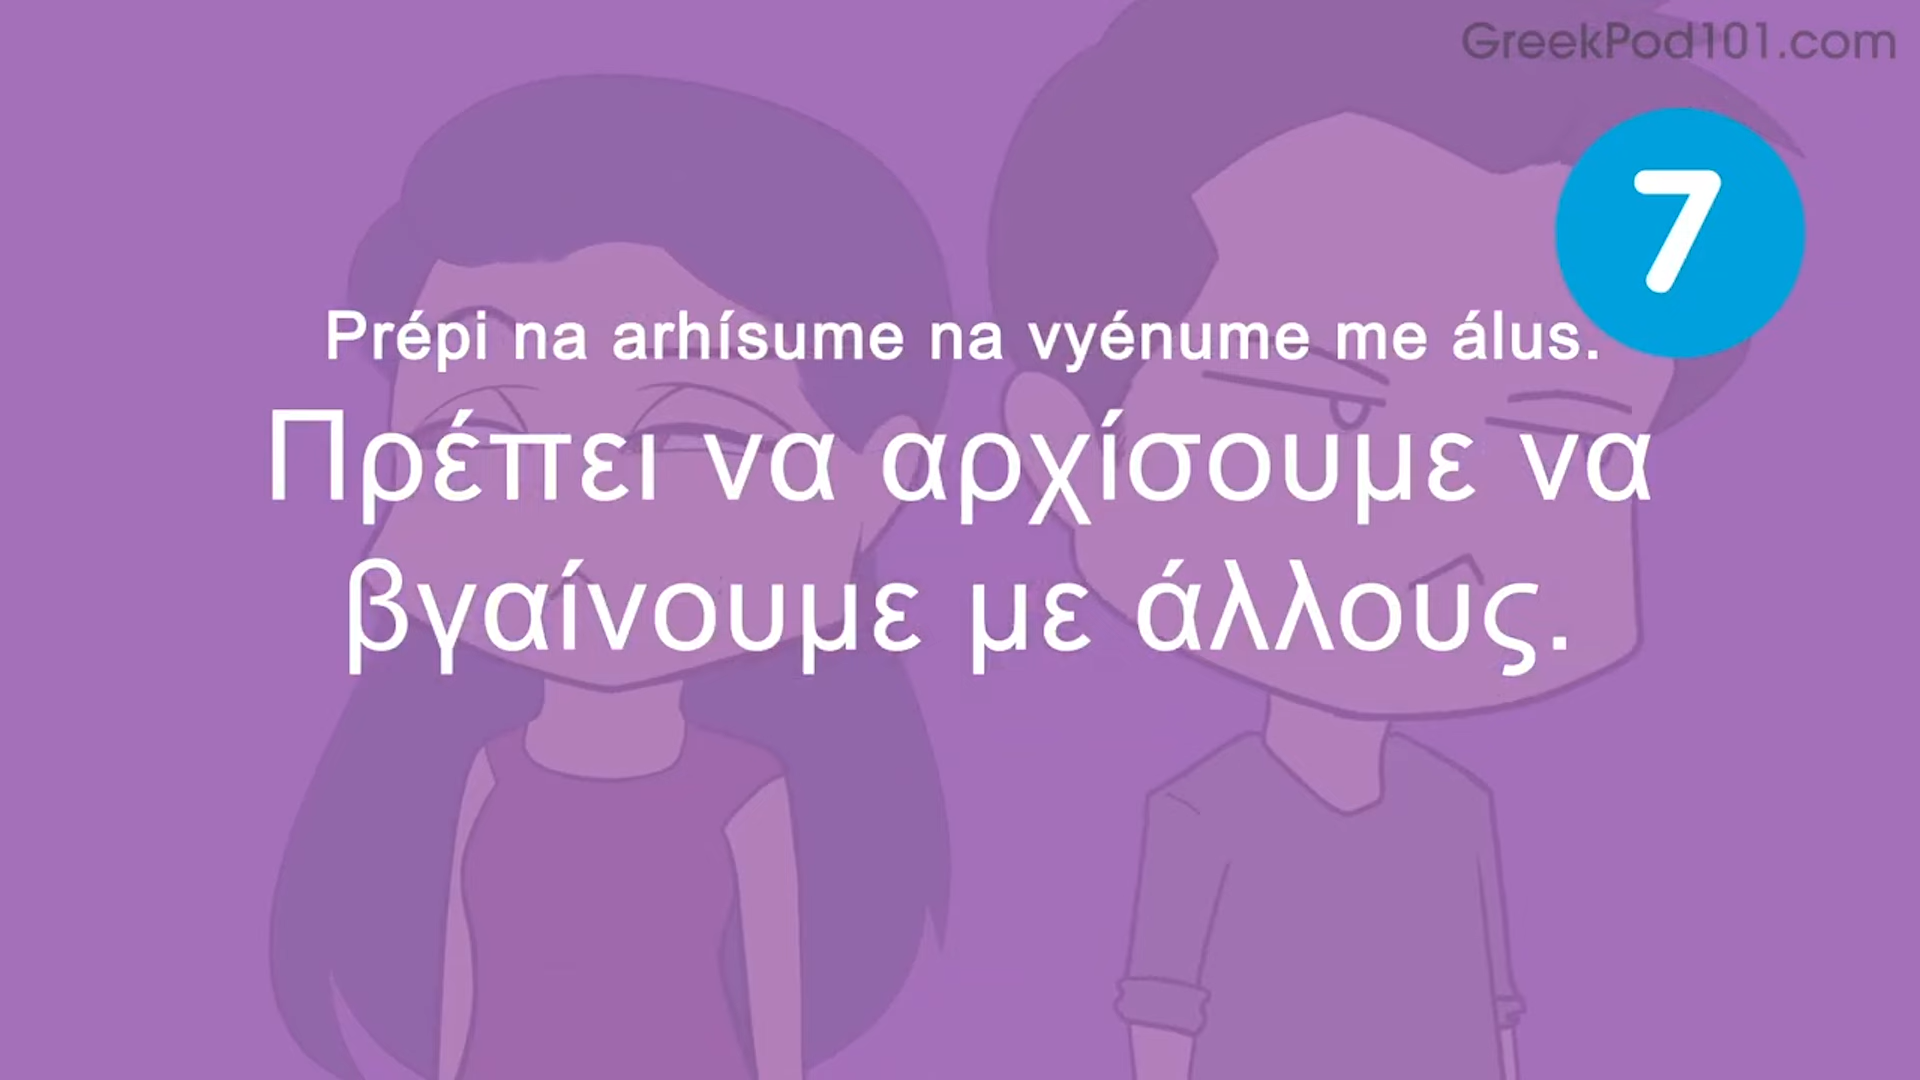 GreekPod101.com
7
Prépi na arhísume na vyénume me álus.
Πρέπει να αρχίσουμε να
βγαίνουμε με άλλους.